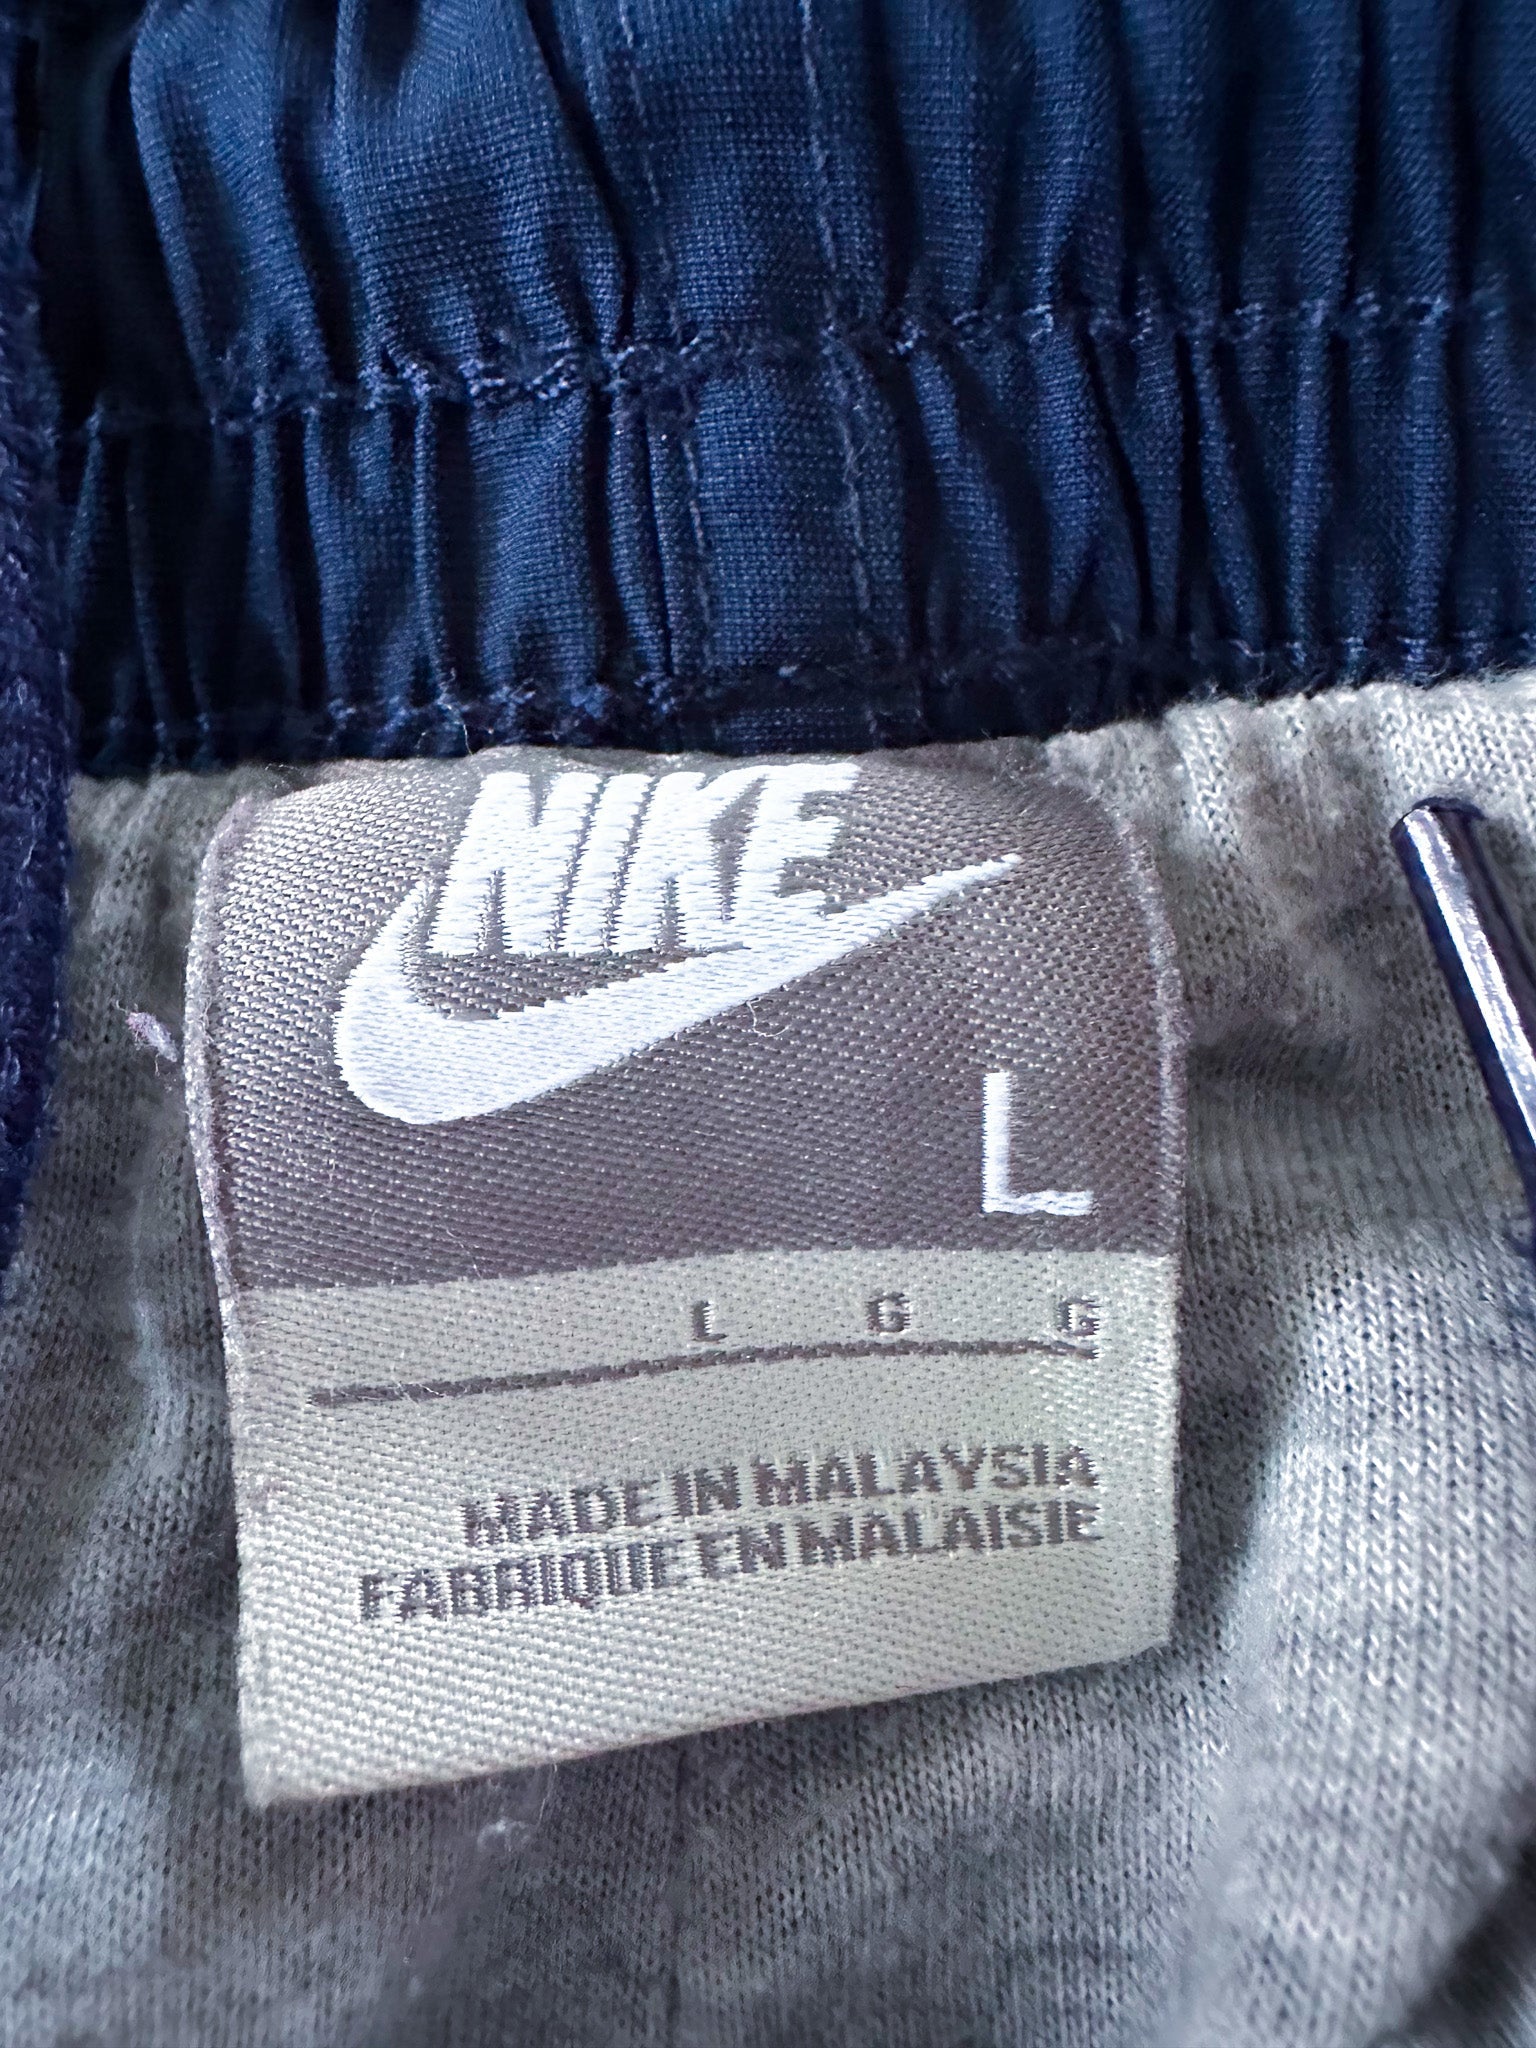 NIKE
L
L G G
MADE IN MALAYSIA
FABRIQUE EN MALAISIE